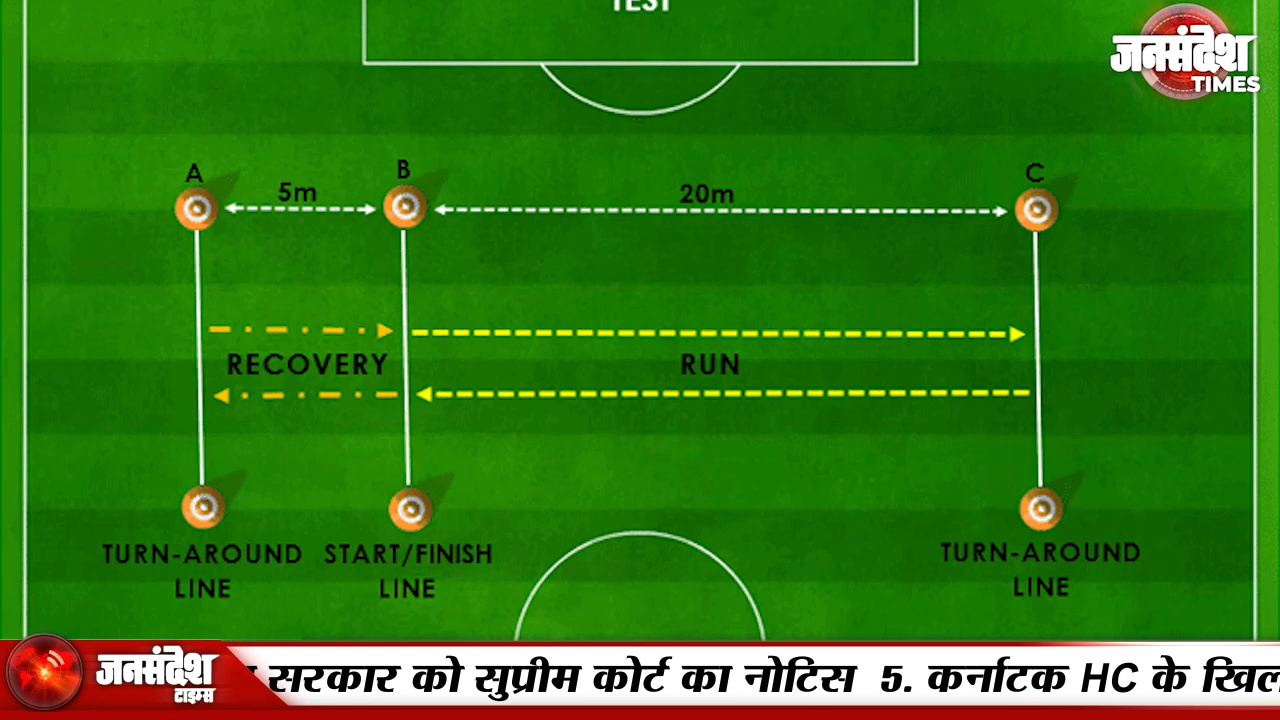 TEST
जनसंदेश
TIMES
A
B
C
5m
20m
RECOVERY
RUN
TURN-AROUND
LINE
START/FINISH
LINE
TURN-AROUND
LINE
जनसंदेश
टाइम्स
सरकार को सुप्रीम कोर्ट का नोटिस 5. कर्नाटक HC के खिल